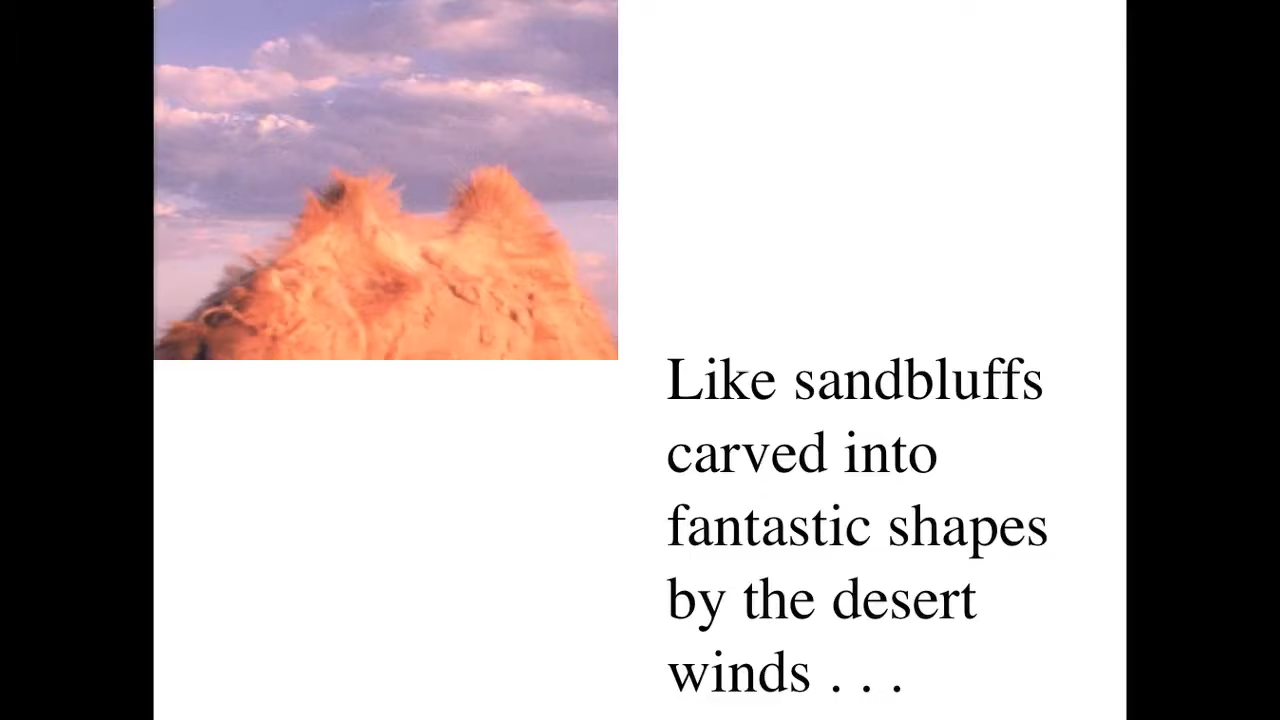 Like sandbluffs
carved into
fantastic shapes
by the desert
winds . . .